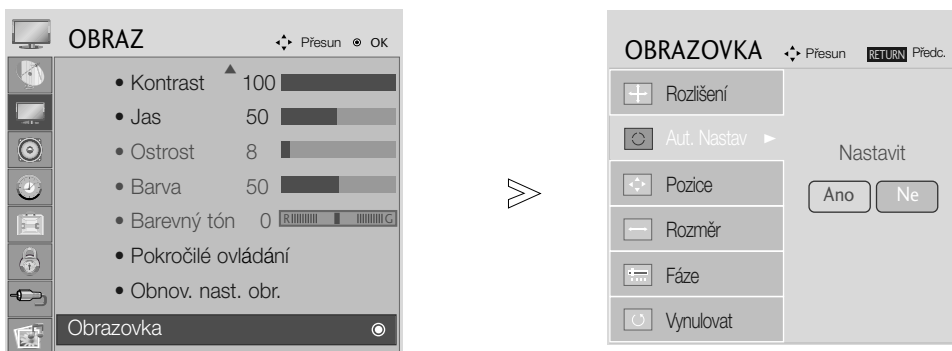 OBRAZ Přesun OK
• Kontrast 100
• Jas 50
• Ostrost 8
• Barva 50
• Barevný tón 0 R G
• Pokročilé ovládání
• Obnov. nast. obr.
Obrazovka
OBRAZOVKA Přesun RETURN Předc.
Rozlišení
Aut. Nastav
Pozice
Rozměr
Fáze
Vynulovat
Nastavit
Ano Ne